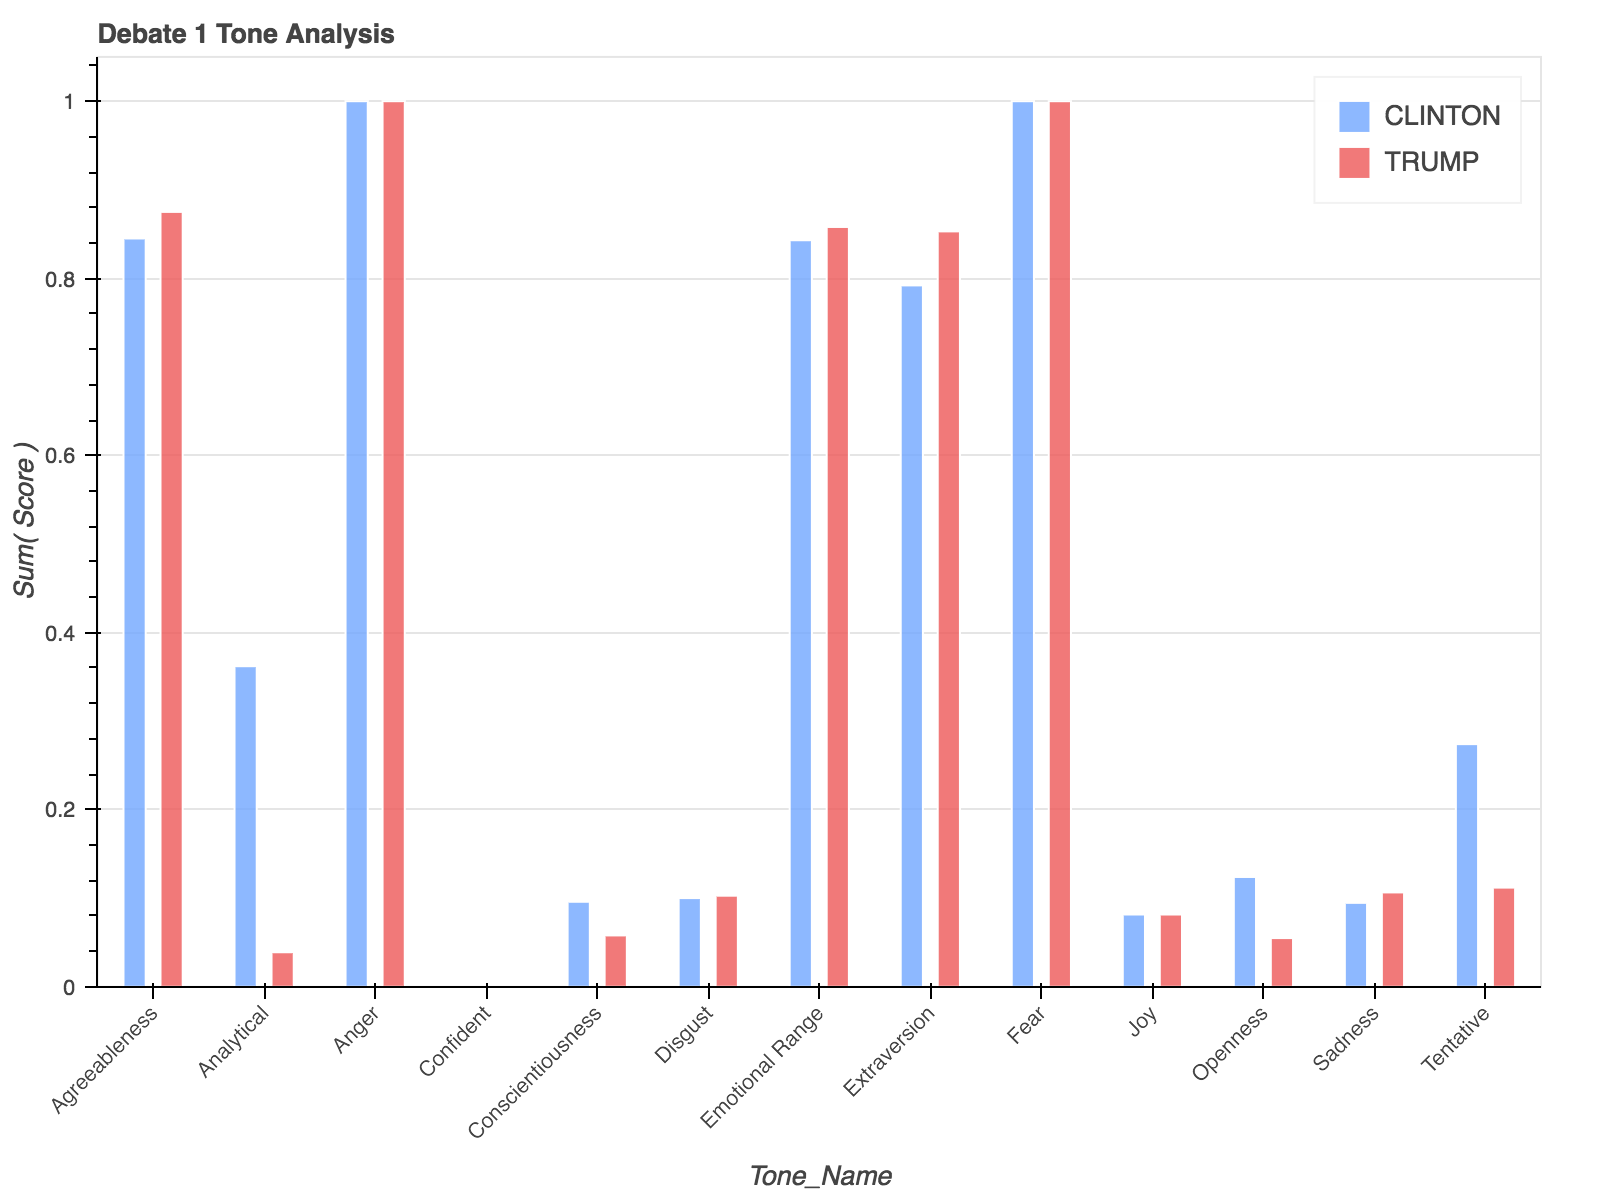 Debate 1 Tone Analysis
CLINTON
TRUMP
Sum( Score )
1
0.8
0.6
0.4
0.2
0
Agreeableness
Analytical
Anger
Confident
Conscientiousness
Disgust
Emotional Range
Extraversion
Fear
Joy
Openness
Sadness
Tentative
Tone_Name